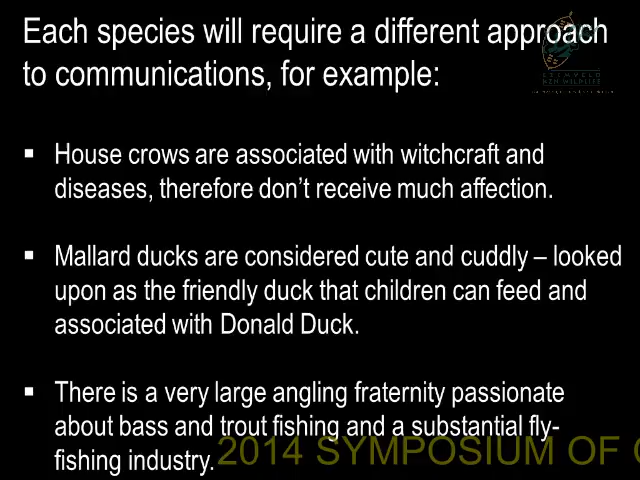 Each species will require a different approach
to communications, for example:
▪ House crows are associated with witchcraft and
diseases, therefore don't receive much affection.
▪ Mallard ducks are considered cute and cuddly – looked
upon as the friendly duck that children can feed and
associated with Donald Duck.
▪ There is a very large angling fraternity passionate
about bass and trout fishing and a substantial fly-
fishing industry.
2014 SYMPOSIUM OF